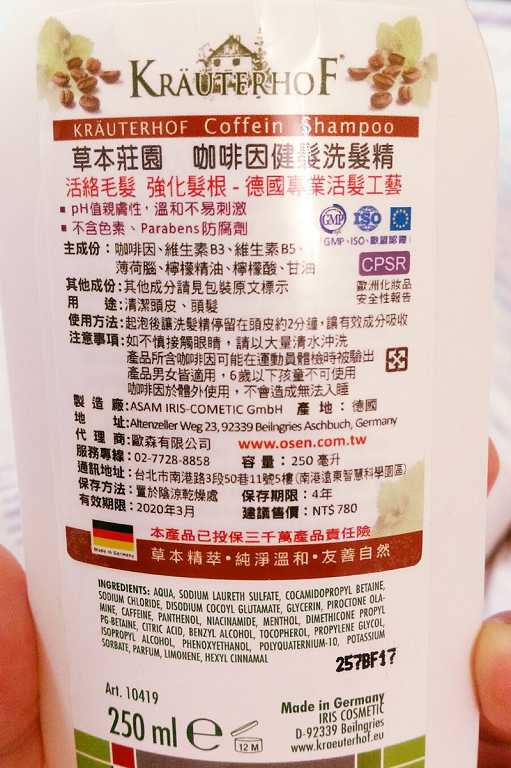 KRÄUTERHOF
KRÄUTERHOF Coffein Shampoo
草本莊園 咖啡因健髮洗髮精
活絡毛髮 強化髮根-德國專業活髮工藝
■ pH值親膚性,溫和不易刺激
■ 不含色素、Parabens防腐劑
GMP ISO
GMP、ISO、歐盟認證
主成份:咖啡因、維生素B3、維生素B5、
薄荷腦、檸檬精油、檸檬酸、甘油
CPSR
歐洲化妝品
安全性報告
其他成份:其他成分請見包裝原文標示
用 途:清潔頭皮、頭髮
使用方法:起泡後讓洗髮精停留在頭皮約2分鐘,讓有效成分吸收
注意事項:如不慎接觸眼睛,請以大量清水沖洗
產品所含咖啡因可能在運動員體檢時被驗出
產品男女皆適用,6歲以下孩童不可使用
咖啡因於體外使用,不會造成無法入睡
製造廠:ASAM IRIS-COMETIC GmbH 產地:德國
地 址:Altenzeller Weg 23, 92339 Beilngries Aschbuch, Germany
代理商:歐森有限公司 www.osen.com.tw
服務專線:02-7728-8858 容量:250 毫升
通訊地址:台北市南港路3段50巷11號5樓(南港遠東智慧科學園區)
保存方法:置於陰涼乾燥處 保存期限:4年
有效期限:2020年3月 建議售價:NT$780
本產品已投保三千萬產品責任險
Made in Germany
草本精萃・純淨溫和・友善自然
INGREDIENTS: AQUA, SODIUM LAURETH SULFATE, COCAMIDOPROPYL BETAINE,
SODIUM CHLORIDE, DISODIUM COCOYL GLUTAMATE, GLYCERIN, PIROCTONE OLA-
MINE, CAFFEINE, PANTHENOL, NIACINAMIDE, MENTHOL, DIMETHICONE PROPYL
PG-BETAINE, CITRIC ACID, BENZYL ALCOHOL, TOCOPHEROL, PROPYLENE GLYCOL,
ISOPROPYL ALCOHOL, PHENOXYETHANOL, POLYQUATERNIUM-10, POTASSIUM
SORBATE, PARFUM, LIMONENE, HEXYL CINNAMAL
257BF17
Art. 10419
250 ml e
12 M
Made in Germany
IRIS COSMETIC
D-92339 Beilngries
www.kraeuterhof.eu